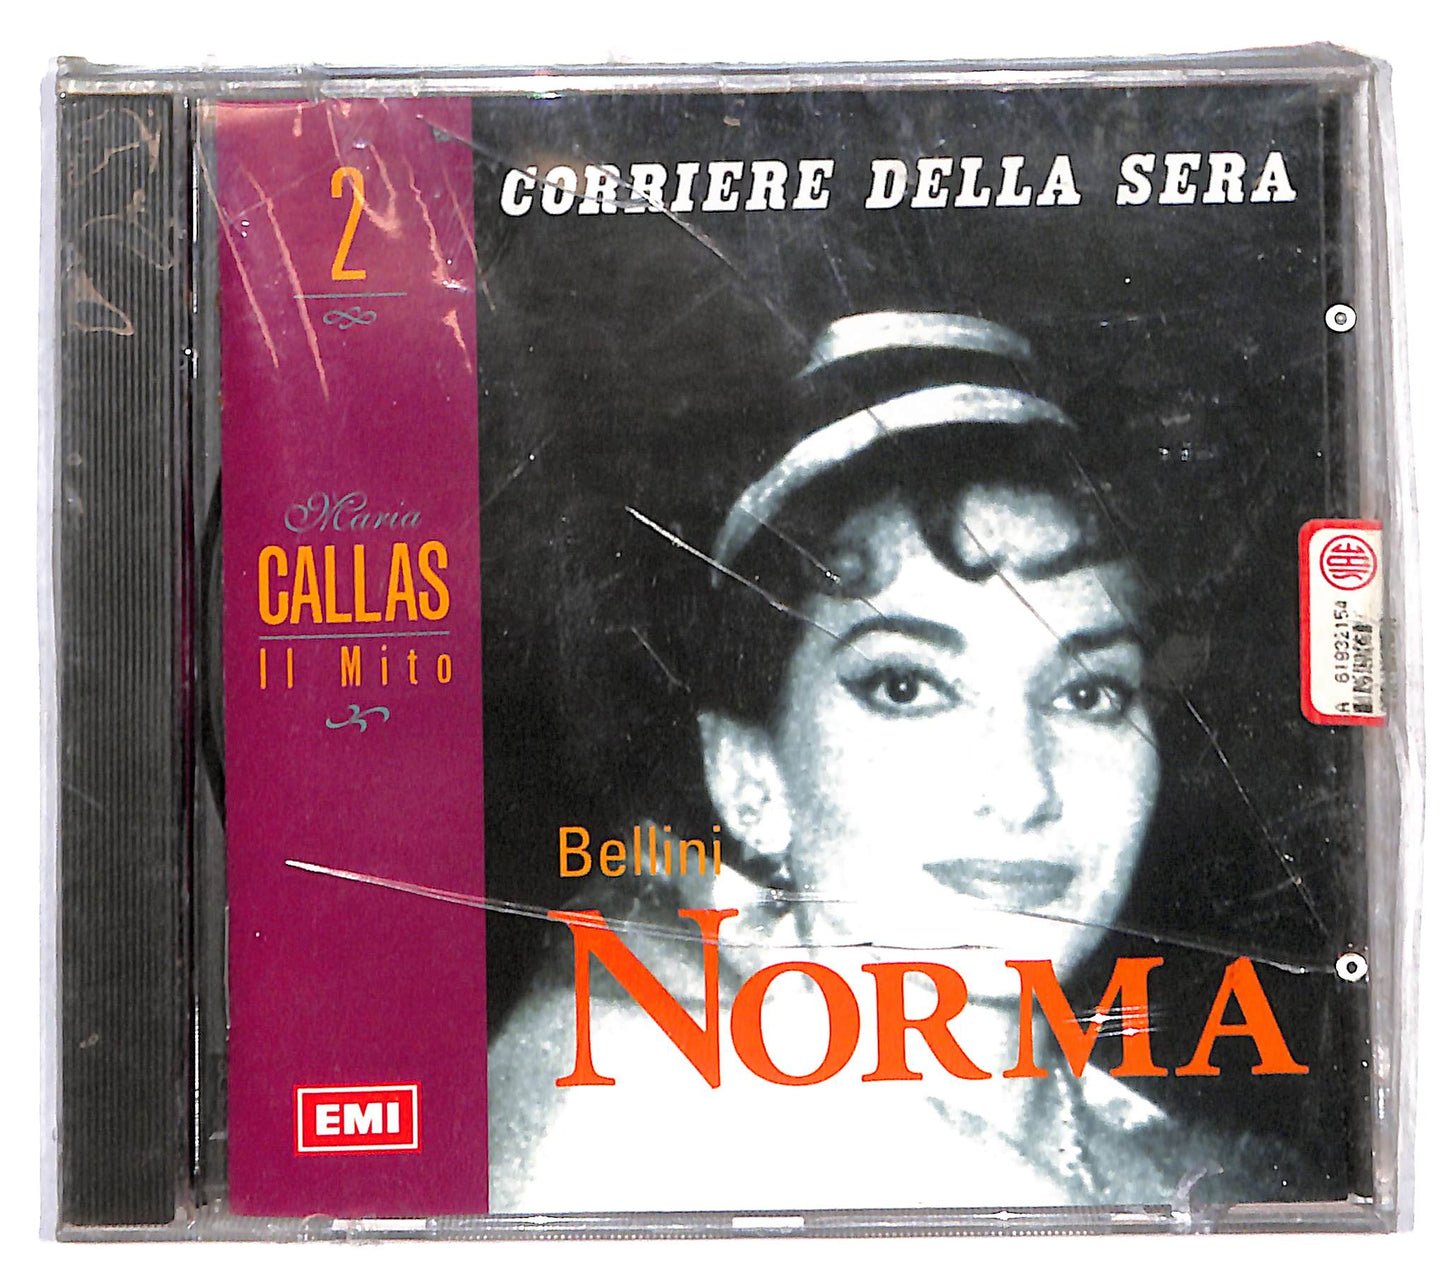 2
CORRIERE DELLA SERA
Maria
CALLAS
Il Mito
Bellini
NORMA
EMI
SIAE
A 61932154